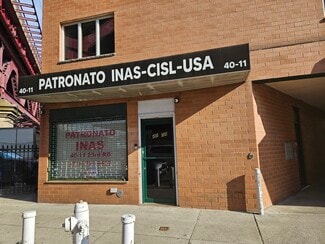 40-11 PATRONATO INAS-CISL-USA 40-11
PATRONATO
INAS